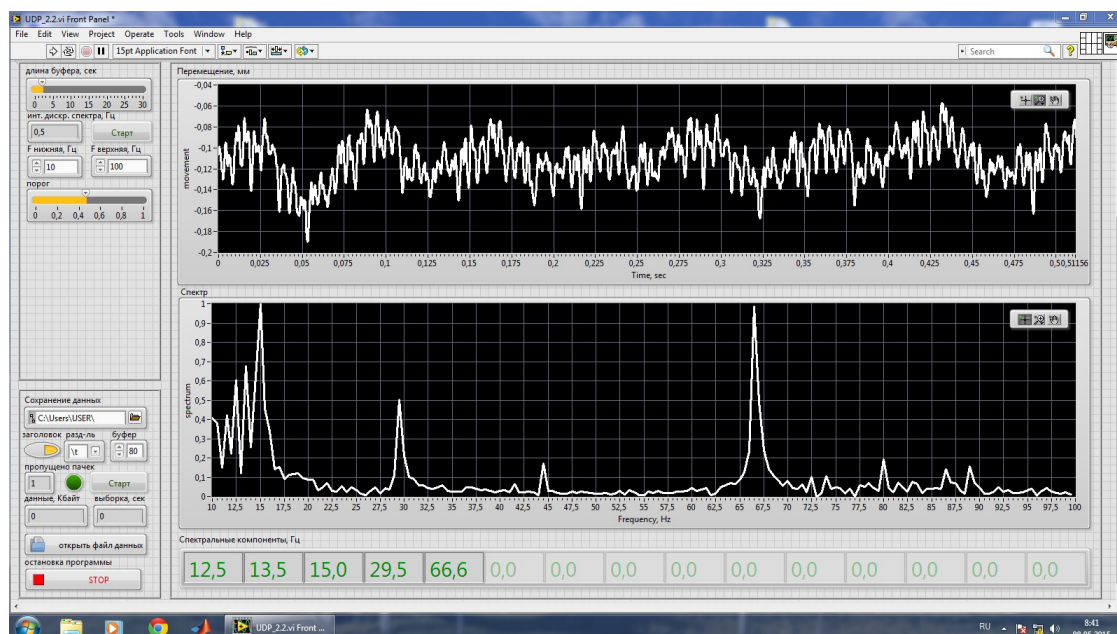 UDP_2.2.vi Front Panel *
File Edit View Project Operate Tools Window Help
15pt Application Font
Search
длина буфера, сек
0 5 10 15 20 25 30
инт. дискр. спектра, Гц
0,5 Старт
F нижняя, Гц F верхняя, Гц
10 100
порог
0 0,2 0,4 0,6 0,8 1
Перемещение, мм
-0,04
-0,06
-0,08
-0,1
-0,12
-0,14
-0,16
-0,18
-0,2
movement
0 0,025 0,05 0,075 0,1 0,125 0,15 0,175 0,2 0,225 0,25 0,275 0,3 0,325 0,35 0,375 0,4 0,425 0,45 0,475 0,50,51156
Time, sec
Спектр
1
0,9
0,8
0,7
0,6
0,5
0,4
0,3
0,2
0,1
0
spectrum
10 12,5 15 17,5 20 22,5 25 27,5 30 32,5 35 37,5 40 42,5 45 47,5 50 52,5 55 57,5 60 62,5 65 67,5 70 72,5 75 77,5 80 82,5 85 87,5 90 92,5 95 97,5 100
Frequency, Hz
Сохранение данных
C:\Users\USER\
заголовок разд-ль буфер
\t 80
пропущено пачек
1 Старт
данные, Кбайт выборка, сек
0 0
открыть файл данных
остановка программы
STOP
Спектральные компоненты, Гц
12,5 13,5 15,0 29,5 66,6 0,0 0,0 0,0 0,0 0,0 0,0 0,0 0,0 0,0 0,0
UDP_2.2.vi Front ...
RU
8:41